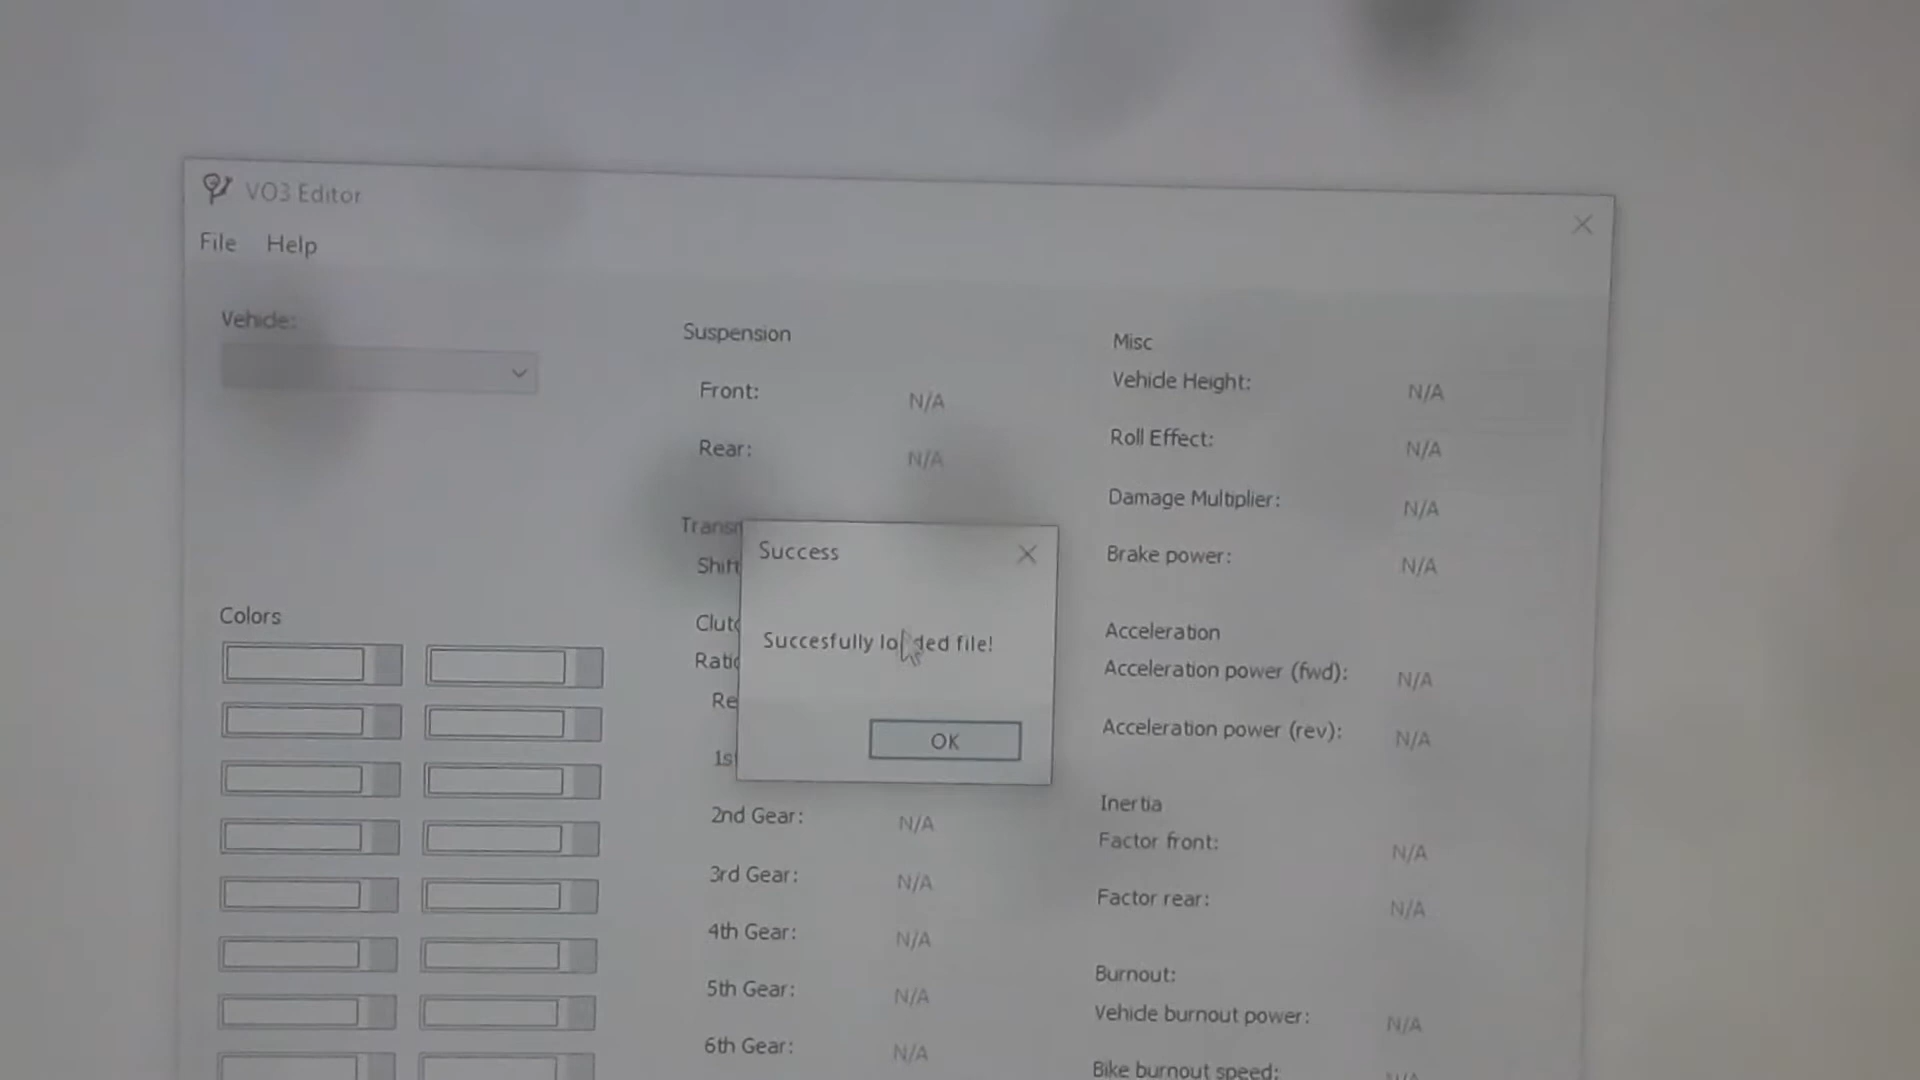 VO3 Editor
File Help
Vehicle:
Colors
Suspension
Front: N/A
Rear: N/A
2nd Gear: N/A
3rd Gear: N/A
4th Gear: N/A
5th Gear: N/A
6th Gear: N/A
Success
Succesfully loaded file!
OK
Misc
Vehicle Height: N/A
Roll Effect: N/A
Damage Multiplier: N/A
Brake power: N/A
Acceleration
Acceleration power (fwd): N/A
Acceleration power (rev): N/A
Inertia
Factor front: N/A
Factor rear: N/A
Burnout:
Vehicle burnout power: N/A
Bike burnout speed: N/A